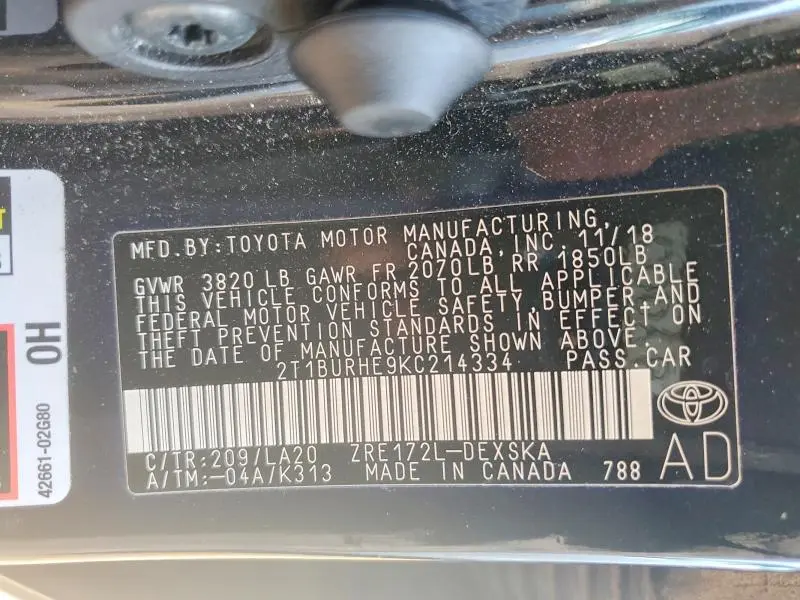 MFD.BY:TOYOTA MOTOR MANUFACTURING,
CANADA,INC. 11/18
GVWR 3820 LB GAWR FR 2070LB RR 1850LB
THIS VEHICLE CONFORMS TO ALL APPLICABLE
FEDERAL MOTOR VEHICLE SAFETY,BUMPER,AND
THEFT PREVENTION STANDARDS IN EFFECT ON
THE DATE OF MANUFACTURE SHOWN ABOVE.
2T1BURHE9KC214334 PASS.CAR
C/TR:209/LA20 ZRE172L-DEXSKA
A/TM:-04A/K313 MADE IN CANADA 788
AD
OH
42661-02G80